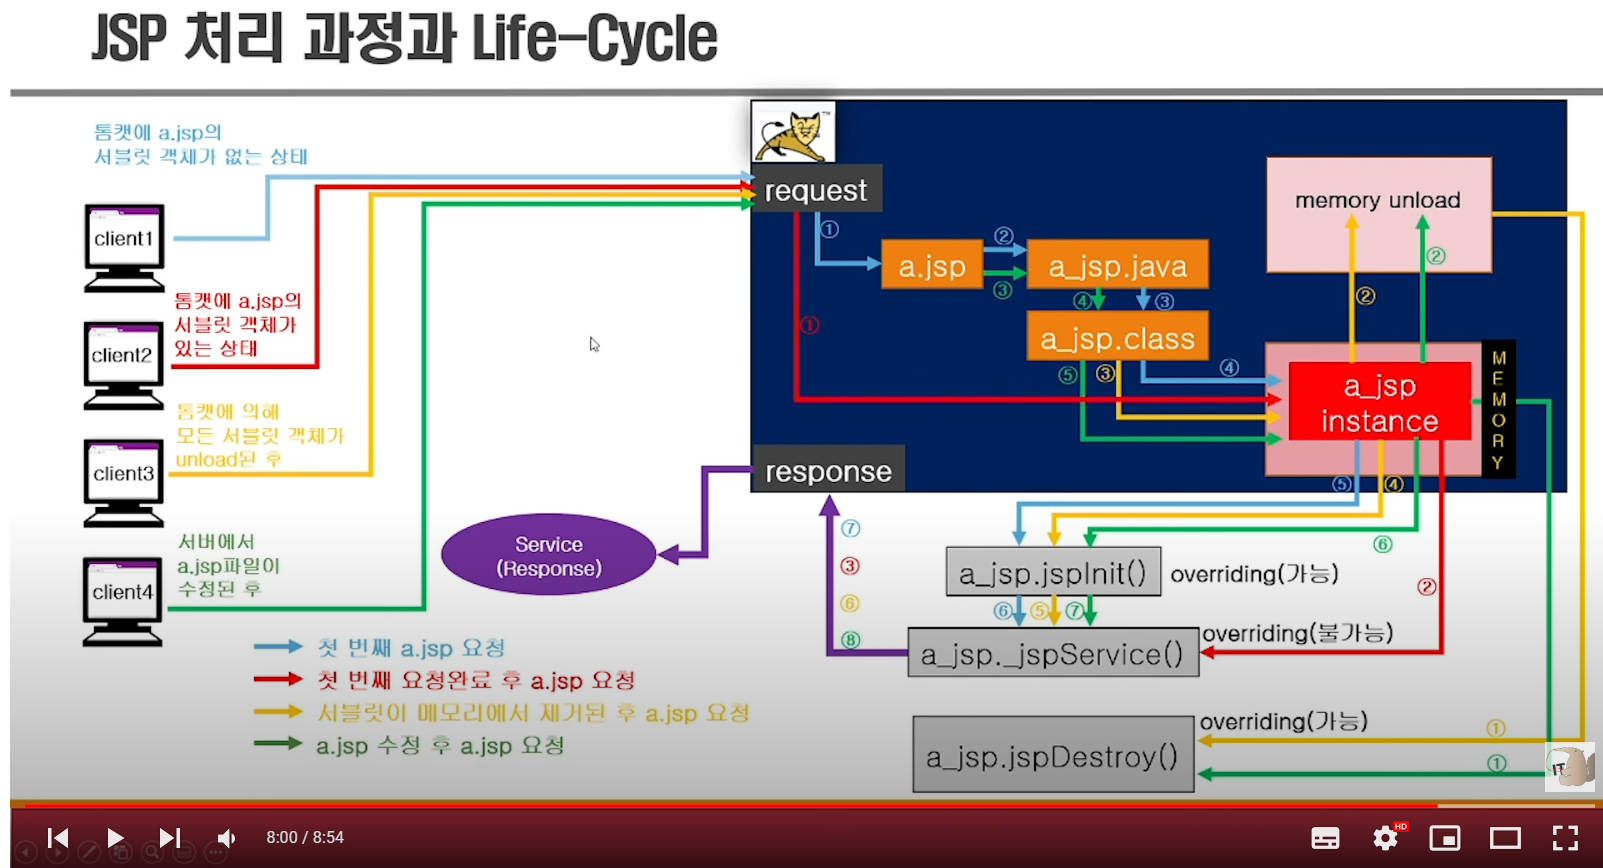 JSP 처리 과정과 Life-Cycle
톰캣에 a.jsp의
서블릿 객체가 없는 상태
client1
톰캣에 a.jsp의
서블릿 객체가
있는 상태
client2
톰캣에 의해
모든 서블릿 객체가
unload된 후
client3
서버에서
a.jsp파일이
수정된 후
client4
TM
request
①
a.jsp
②
③
a_jsp.java
④
③
a_jsp.class
①
⑤
③
④
memory unload
②
②
a_jsp
instance
MEMORY
response
⑤
④
⑥
②
Service
(Response)
⑦
③
⑥
⑧
a_jsp.jspInit()
overriding(가능)
⑥
⑤
⑦
a_jsp._jspService()
overriding(불가능)
a_jsp.jspDestroy()
overriding(가능)
①
①
IT
첫 번째 a.jsp 요청
첫 번째 요청완료 후 a.jsp 요청
서블릿이 메모리에서 제거된 후 a.jsp 요청
a.jsp 수정 후 a.jsp 요청
8:00 / 8:54
HD